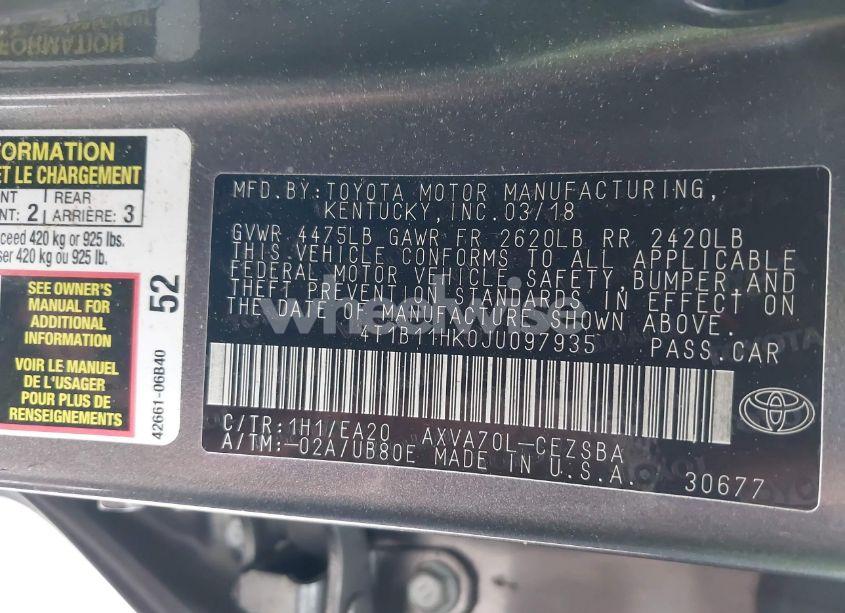 FORMATION
ORMATION
ET LE CHARGEMENT
REAR
NT: 2 ARRIÈRE: 3
ceed 420 kg or 925 lbs.
ser 420 kg ou 925 lb.
SEE OWNER'S
MANUAL FOR
ADDITIONAL
INFORMATION
VOIR LE MANUEL
DE L'USAGER
POUR PLUS DE
RENSEIGNEMENTS
52
42661-06B40
MFD.BY:TOYOTA MOTOR MANUFACTURING,
KENTUCKY,INC.03/18
GVWR 4475LB GAWR FR 2620LB RR 2420LB
THIS VEHICLE CONFORMS TO ALL APPLICABLE
FEDERAL MOTOR VEHICLE SAFETY,BUMPER,AND
THEFT PREVENTION STANDARDS IN EFFECT ON
THE DATE OF MANUFACTURE SHOWN ABOVE.
4T1B11HK0JU097935 PASS.CAR
C/TR:1H1/EA20 AXVA70L-CEZSBA
A/TM:-02A/UB80E MADE IN U.S.A. 30677
wheelwise